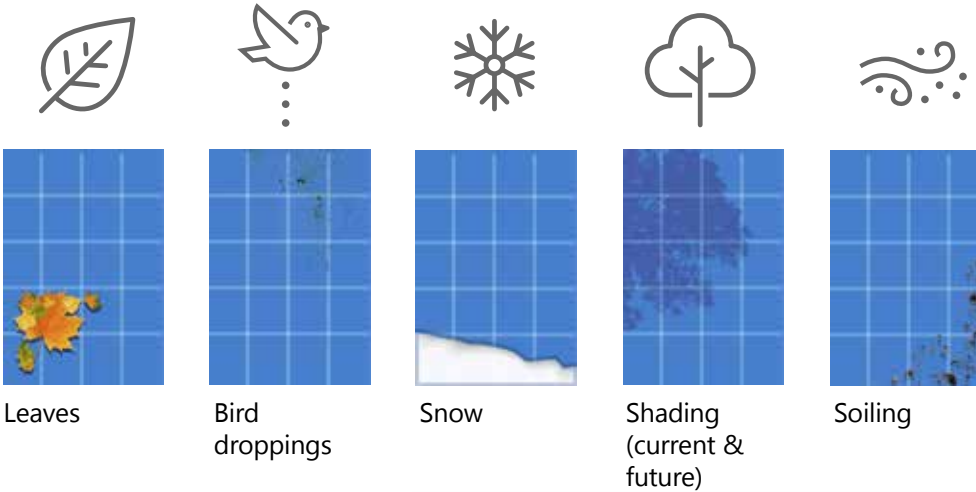 Leaves
Bird
droppings
Snow
Shading
(current &
future)
Soiling